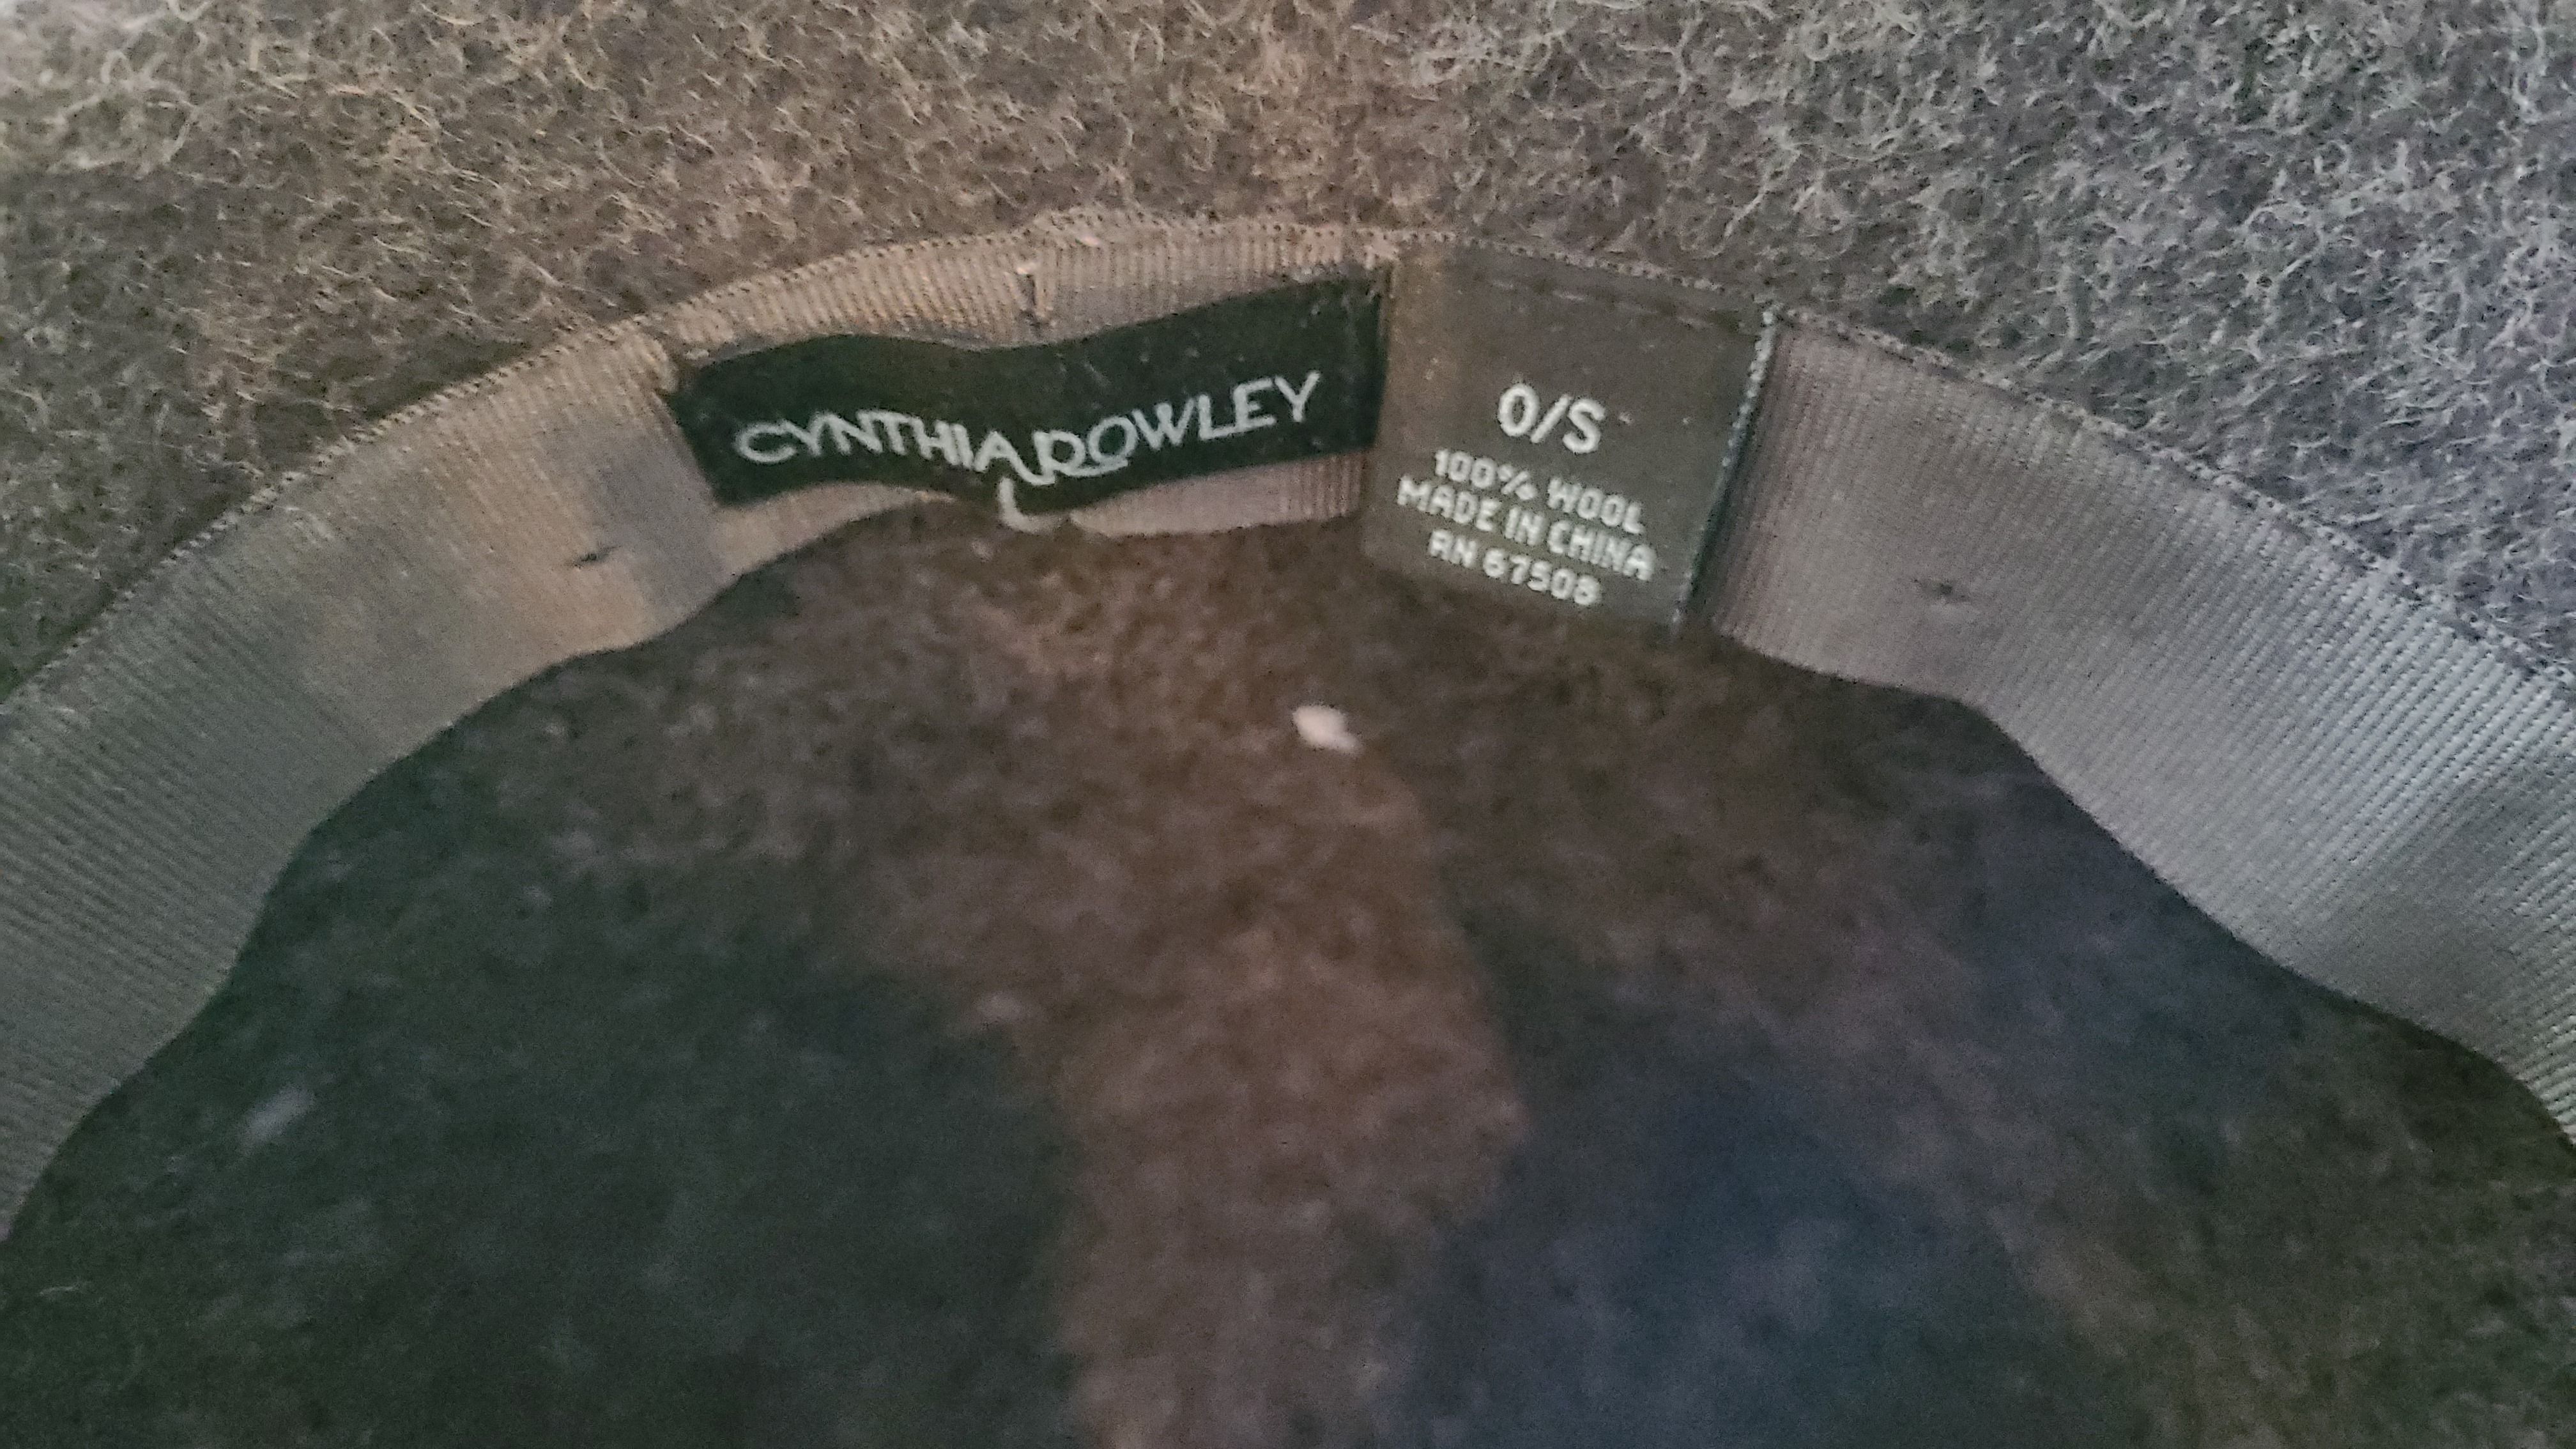 CYNTHIA ROWLEY
O/S
100% WOOL
MADE IN CHINA
RN 67508